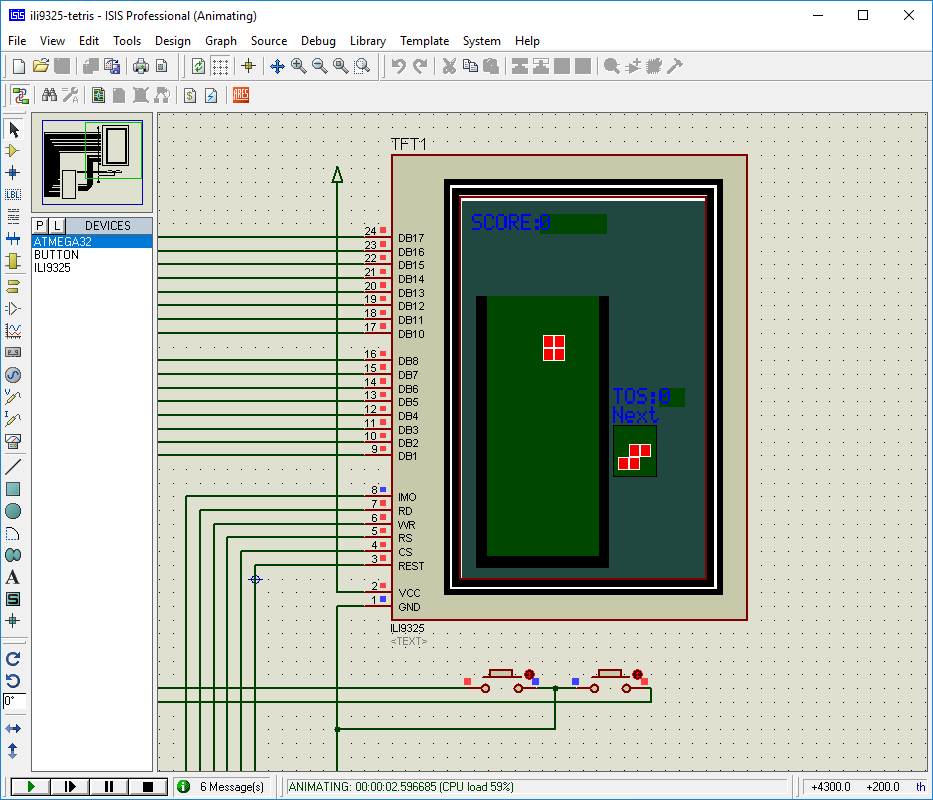 ili9325-tetris - ISIS Professional (Animating)
File View Edit Tools Design Graph Source Debug Library Template System Help
ARES
LBL
P L DEVICES
ATMEGA32
BUTTON
ILI9325
A
S
0°
TFT1
SCORE:0
TOS:0
Next
24 DB17
23 DB16
22 DB15
21 DB14
20 DB13
19 DB12
18 DB11
17 DB10
16 DB8
15 DB7
14 DB6
13 DB5
12 DB4
11 DB3
10 DB2
9 DB1
8 IMO
7 RD
6 WR
5 RS
4 CS
3 REST
2 VCC
1 GND
ILI9325
<TEXT>
6 Message(s) ANIMATING: 00:00:02.596685 (CPU load 59%) +4300.0 +200.0 th